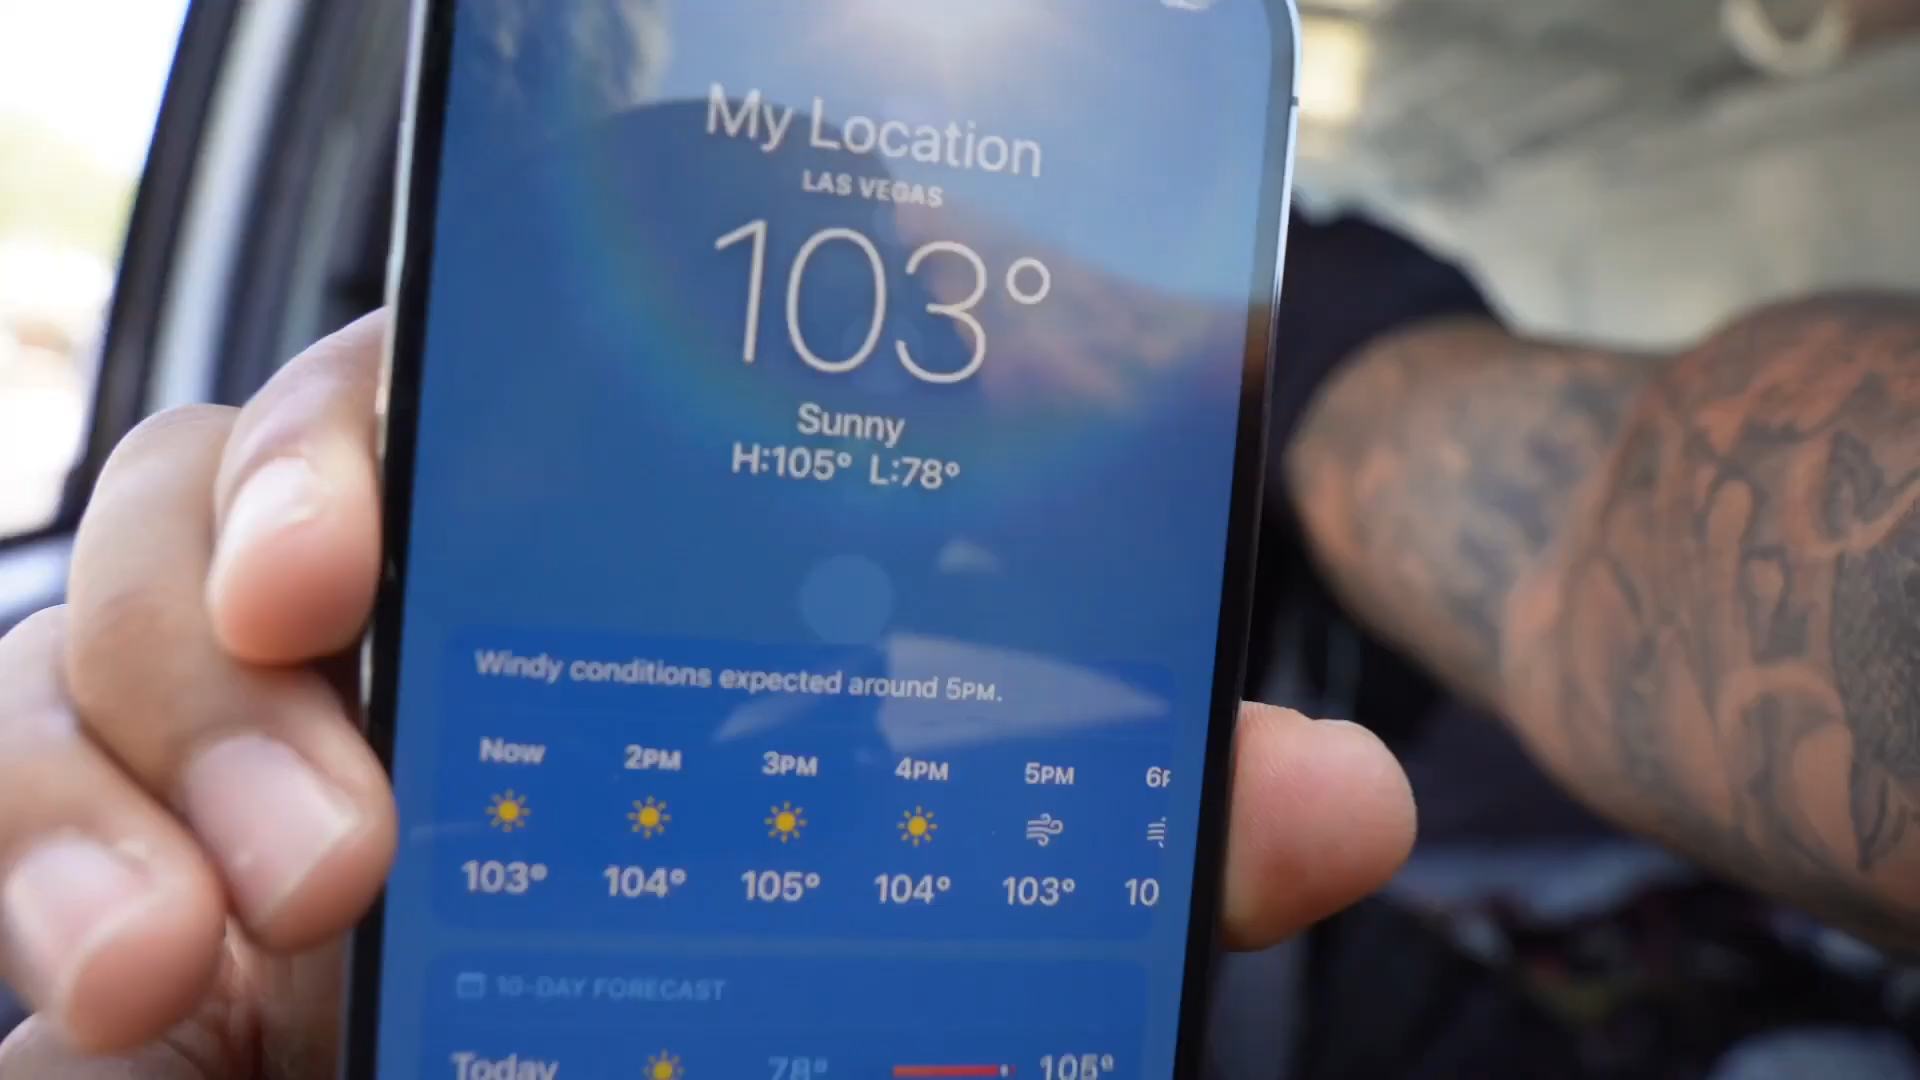 My Location
LAS VEGAS
103°
Sunny
H:105° L:78°
Windy conditions expected around 5PM.
Now 2PM 3PM 4PM 5PM
103° 104° 105° 104° 103° 10
10-DAY FORECAST
Today 78° 105°